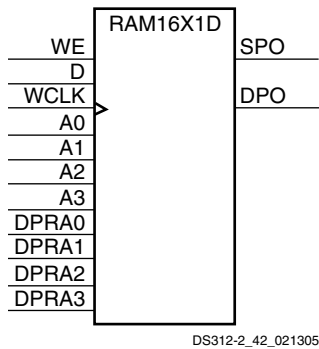 RAM16X1D
WE
SPO
D
WCLK
DPO
A0
A1
A2
A3
DPRA0
DPRA1
DPRA2
DPRA3
DS312-2_42_021305